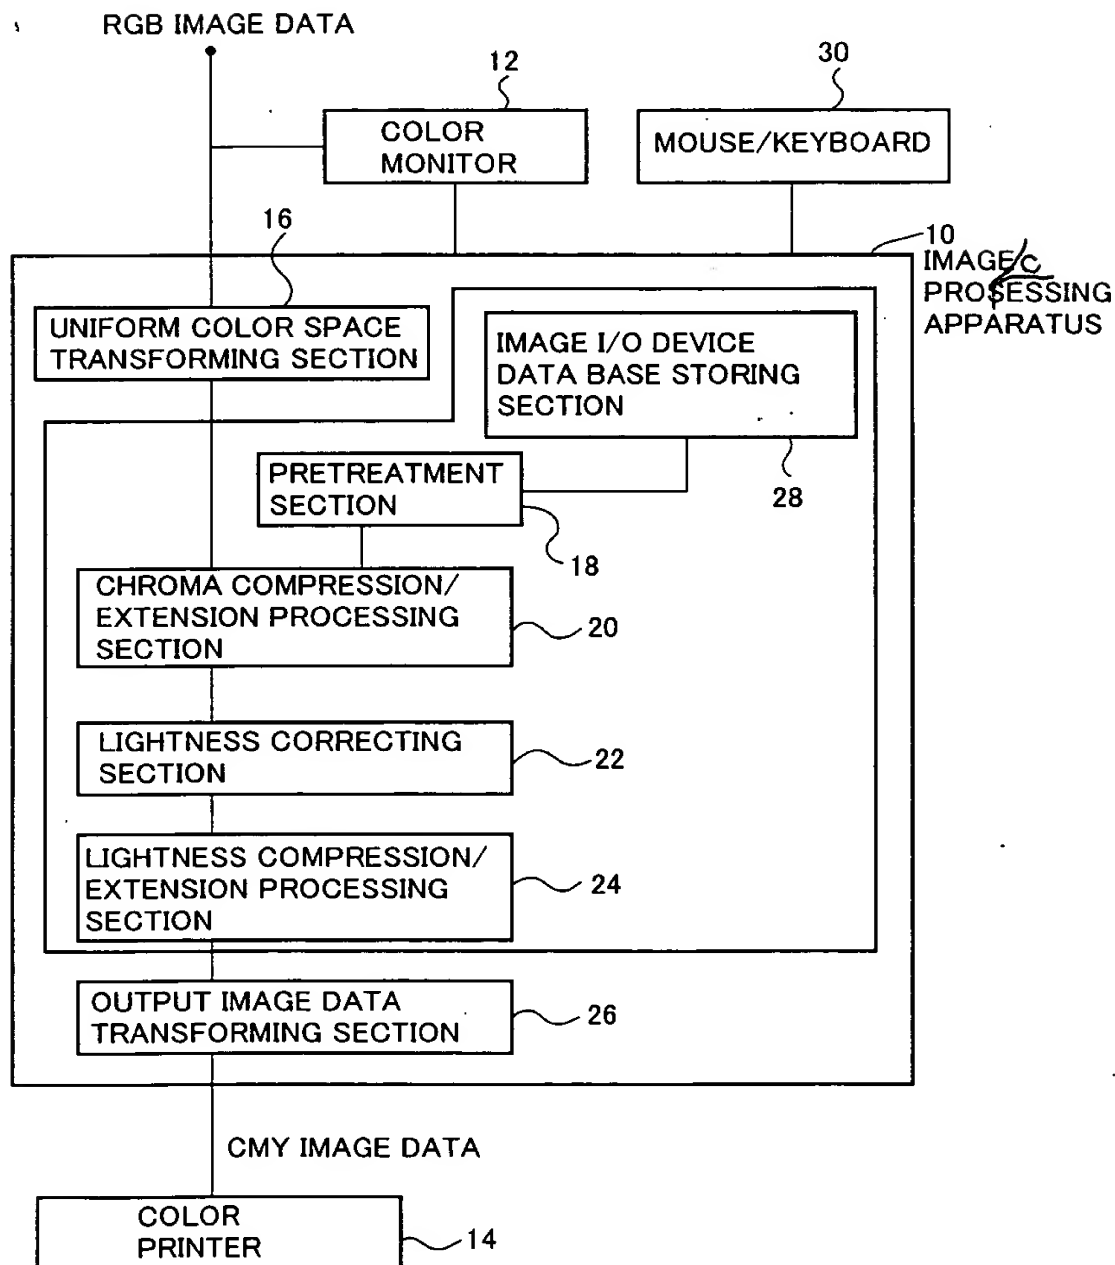 RGB IMAGE DATA
12
COLOR
MONITOR
30
MOUSE/KEYBOARD
16
10
IMAGE
PROSESSING
APPARATUS
c
UNIFORM COLOR SPACE
TRANSFORMING SECTION
IMAGE I/O DEVICE
DATA BASE STORING
SECTION
28
PRETREATMENT
SECTION
18
CHROMA COMPRESSION/
EXTENSION PROCESSING
SECTION
20
LIGHTNESS CORRECTING
SECTION
22
LIGHTNESS COMPRESSION/
EXTENSION PROCESSING
SECTION
24
OUTPUT IMAGE DATA
TRANSFORMING SECTION
26
CMY IMAGE DATA
COLOR
PRINTER
14